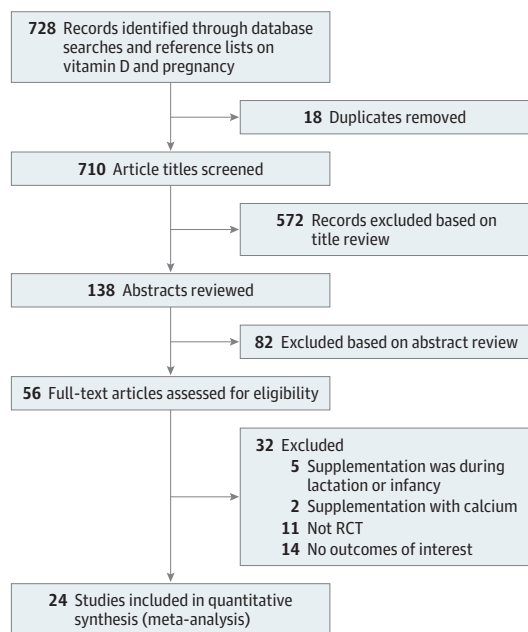 728 Records identified through database
searches and reference lists on
vitamin D and pregnancy
18 Duplicates removed
710 Article titles screened
572 Records excluded based on
title review
138 Abstracts reviewed
82 Excluded based on abstract review
56 Full-text articles assessed for eligibility
32 Excluded
5 Supplementation was during
lactation or infancy
2 Supplementation with calcium
11 Not RCT
14 No outcomes of interest
24 Studies included in quantitative
synthesis (meta-analysis)